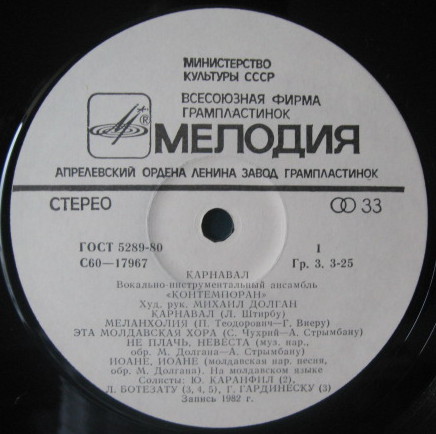 МИНИСТЕРСТВО
КУЛЬТУРЫ СССР
ВСЕСОЮЗНАЯ ФИРМА
ГРАМПЛАСТИНОК
МЕЛОДИЯ
АПРЕЛЕВСКИЙ ОРДЕНА ЛЕНИНА ЗАВОД ГРАМПЛАСТИНОК
СТЕРЕО 33
ГОСТ 5289-80 1
С60—17967 Гр. 3, 3-25
КАРНАВАЛ
Вокально-инструментальный ансамбль
«КОНТЕМПОРАН»
Худ. рук. МИХАИЛ ДОЛГАН
КАРНАВАЛ (Л. Штирбу)
МЕЛАНХОЛИЯ (П. Теодорович—Г. Виеру)
ЭТА МОЛДАВСКАЯ ХОРА (С. Чухрий—А. Стрымбану)
НЕ ПЛАЧЬ, НЕВЕСТА (муз. нар.,
обр. М. Долгана—А. Стрымбану)
ИОАНЕ, ИОАНЕ (молдавская нар. песня,
обр. М. Долгана). На молдавском языке
Солисты: Ю. КАРАНФИЛ (2),
Л. БОТЕЗАТУ (3, 4, 5), Г. ГАРДИНЕСКУ (3)
Запись 1982 г.